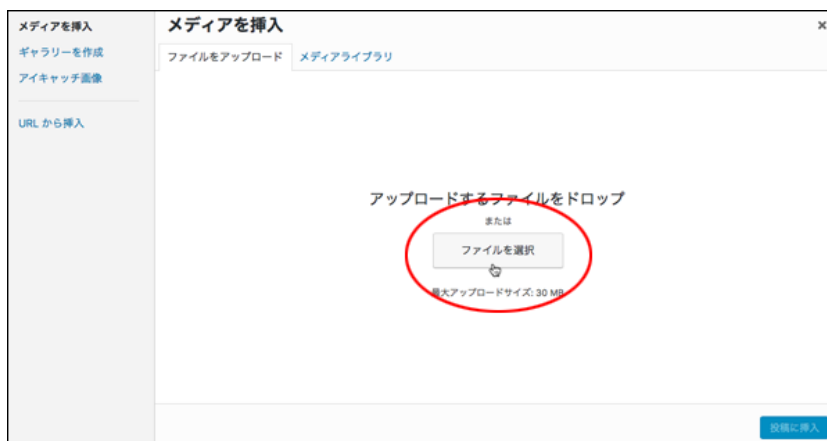 メディアを挿入
ギャラリーを作成
アイキャッチ画像
URL から挿入
メディアを挿入
×
ファイルをアップロード メディアライブラリ
アップロードするファイルをドロップ
または
ファイルを選択
最大アップロードサイズ: 30 MB
投稿に挿入